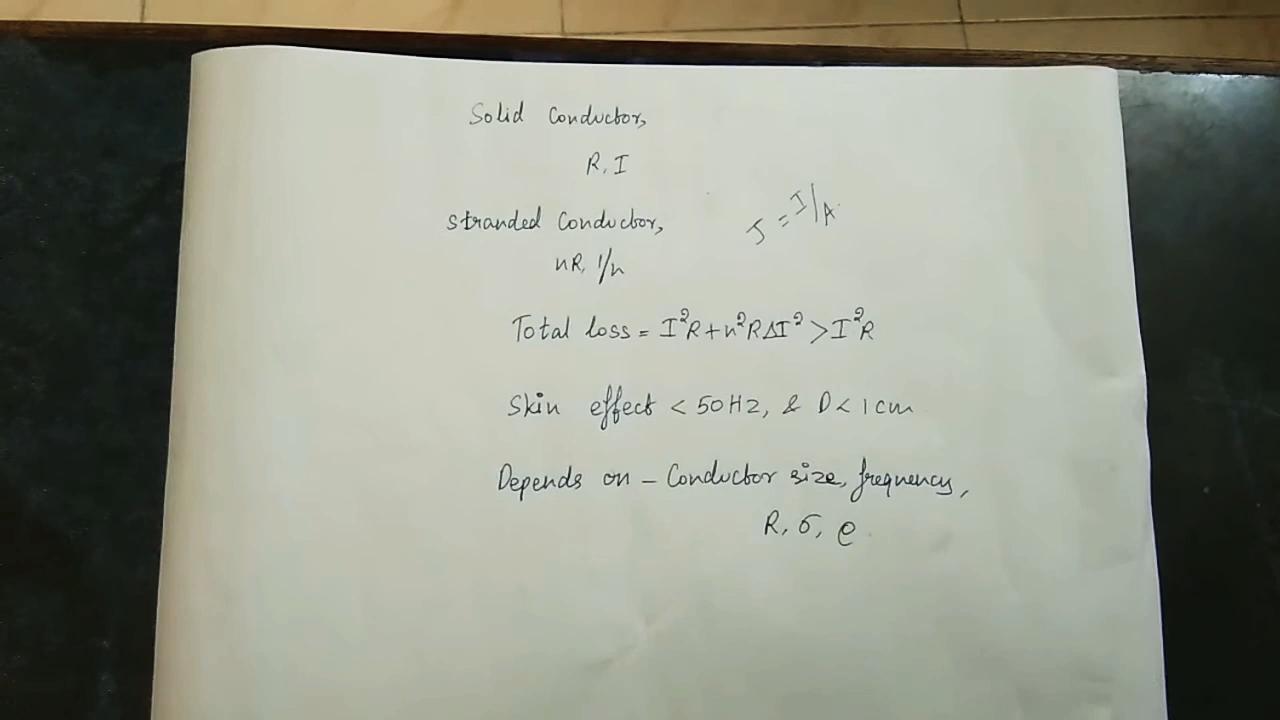 Solid Conductor,
R, I
Stranded Conductor,
J = I/A
nR, I/n
Total loss = I²R + n²RΔI² > I²R
Skin effect < 50Hz, & D < 1cm
Depends on – Conductor size, frequency,
R, σ, ρ